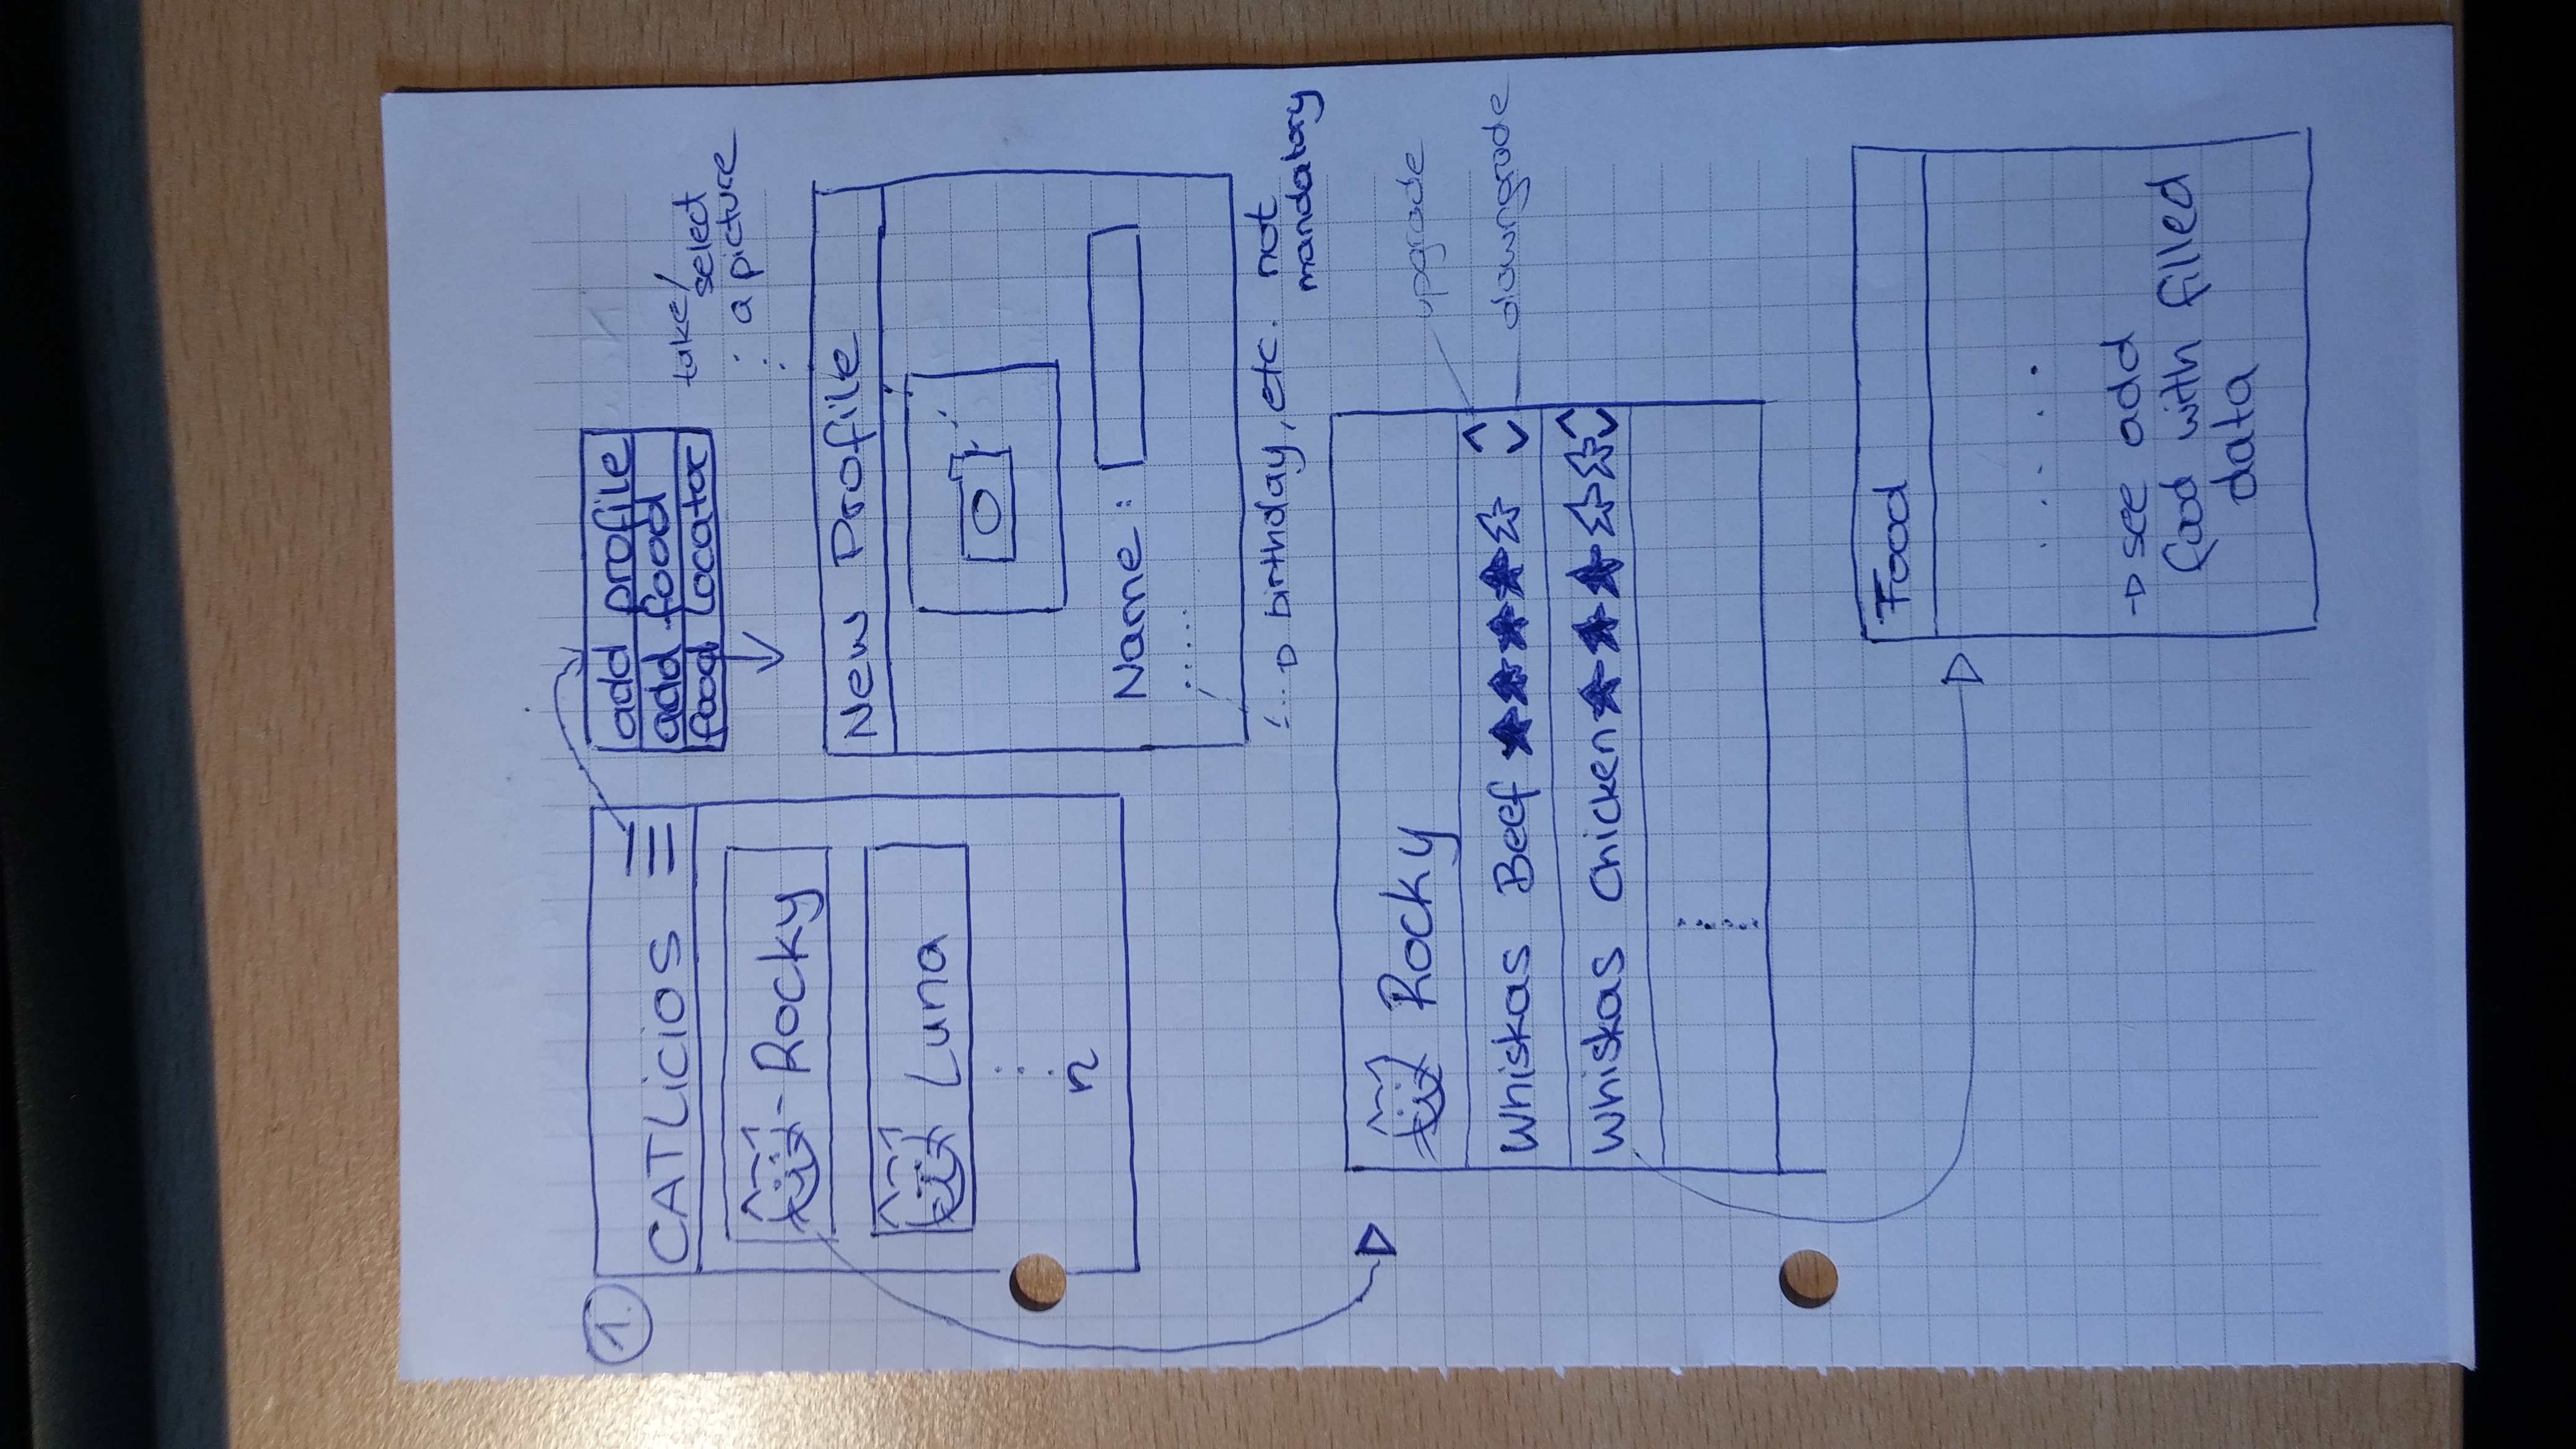 1.
CATLicios
Rocky
Luna
n
add profile
add food
food locator
take/
select
a picture
New Profile
Name:
.....
birthday, etc. not
mandatory
Rocky
upgrade
Whiskas Beef
downgrade
Whiskas Chicken
Food
.....
see add
food with filled
data